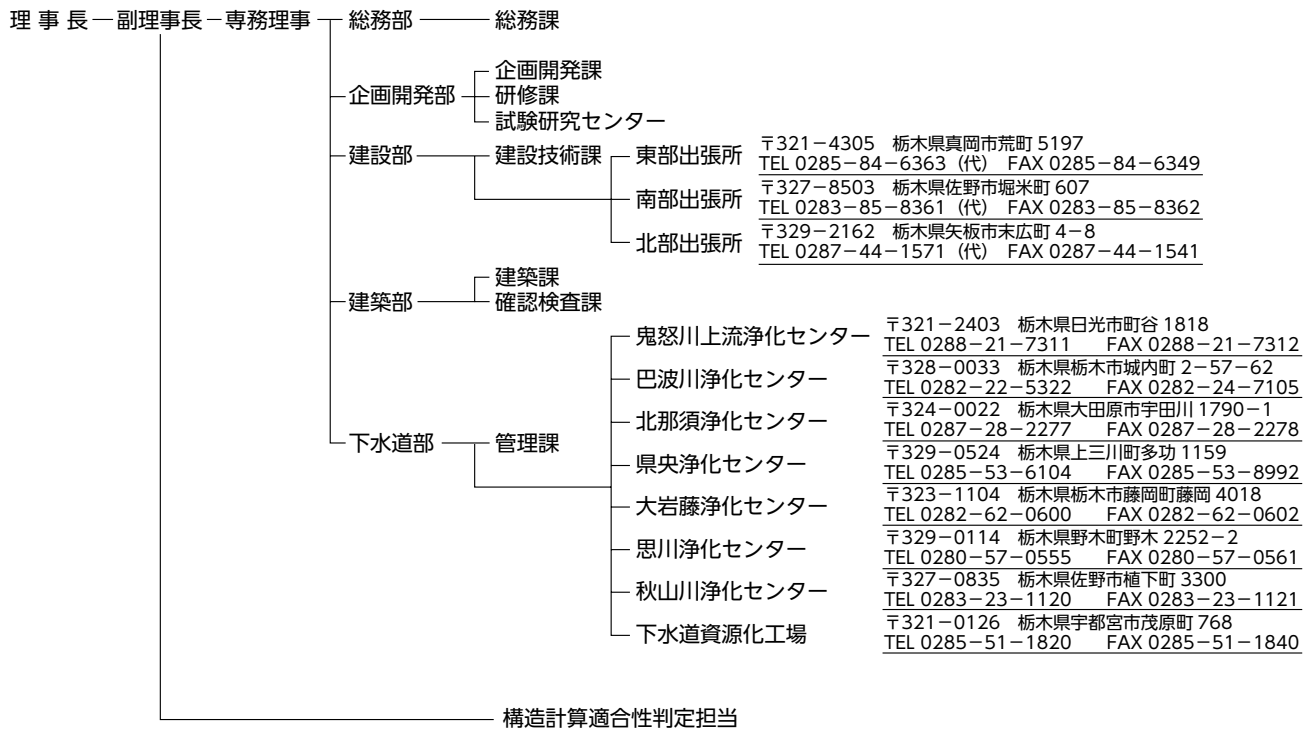 理事長 副理事長 専務理事 総務部 総務課
企画開発部
企画開発課
研修課
試験研究センター
建設部 建設技術課
東部出張所
〒321－4305　栃木県真岡市荒町 5197
TEL 0285－84－6363（代）　FAX 0285－84－6349
南部出張所
〒327－8503　栃木県佐野市堀米町 607
TEL 0283－85－8361（代）　FAX 0283－85－8362
北部出張所
〒329－2162　栃木県矢板市末広町 4－8
TEL 0287－44－1571（代）　FAX 0287－44－1541
建築部
建築課
確認検査課
下水道部 管理課
鬼怒川上流浄化センター
〒321－2403　栃木県日光市町谷 1818
TEL 0288－21－7311　FAX 0288－21－7312
巴波川浄化センター
〒328－0033　栃木県栃木市城内町 2－57－62
TEL 0282－22－5322　FAX 0282－24－7105
北那須浄化センター
〒324－0022　栃木県大田原市宇田川 1790－1
TEL 0287－28－2277　FAX 0287－28－2278
県央浄化センター
〒329－0524　栃木県上三川町多功 1159
TEL 0285－53－6104　FAX 0285－53－8992
大岩藤浄化センター
〒323－1104　栃木県栃木市藤岡町藤岡 4018
TEL 0282－62－0600　FAX 0282－62－0602
思川浄化センター
〒329－0114　栃木県野木町野木 2252－2
TEL 0280－57－0555　FAX 0280－57－0561
秋山川浄化センター
〒327－0835　栃木県佐野市植下町 3300
TEL 0283－23－1120　FAX 0283－23－1121
下水道資源化工場
〒321－0126　栃木県宇都宮市茂原町 768
TEL 0285－51－1820　FAX 0285－51－1840
構造計算適合性判定担当